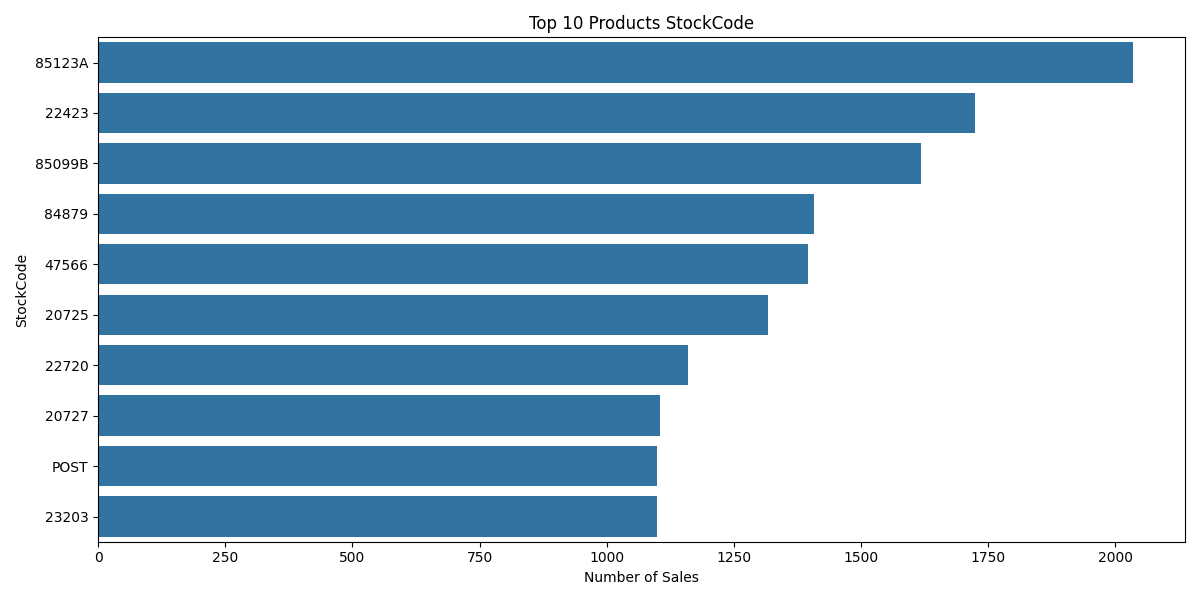 Top 10 Products StockCode
StockCode
85123A
22423
85099B
84879
47566
20725
22720
20727
POST
23203
0 250 500 750 1000 1250 1500 1750 2000
Number of Sales